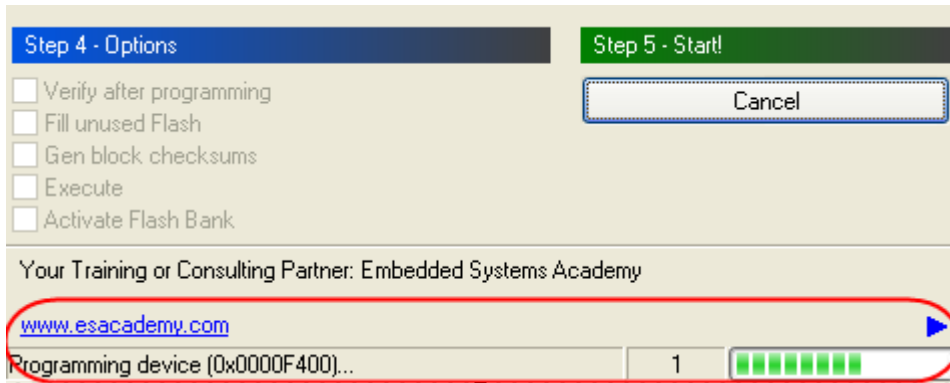 Step 4 - Options
Verify after programming
Fill unused Flash
Gen block checksums
Execute
Activate Flash Bank
Step 5 - Start!
Cancel
Your Training or Consulting Partner: Embedded Systems Academy
www.esacademy.com
Programming device (0x0000F400)... 1